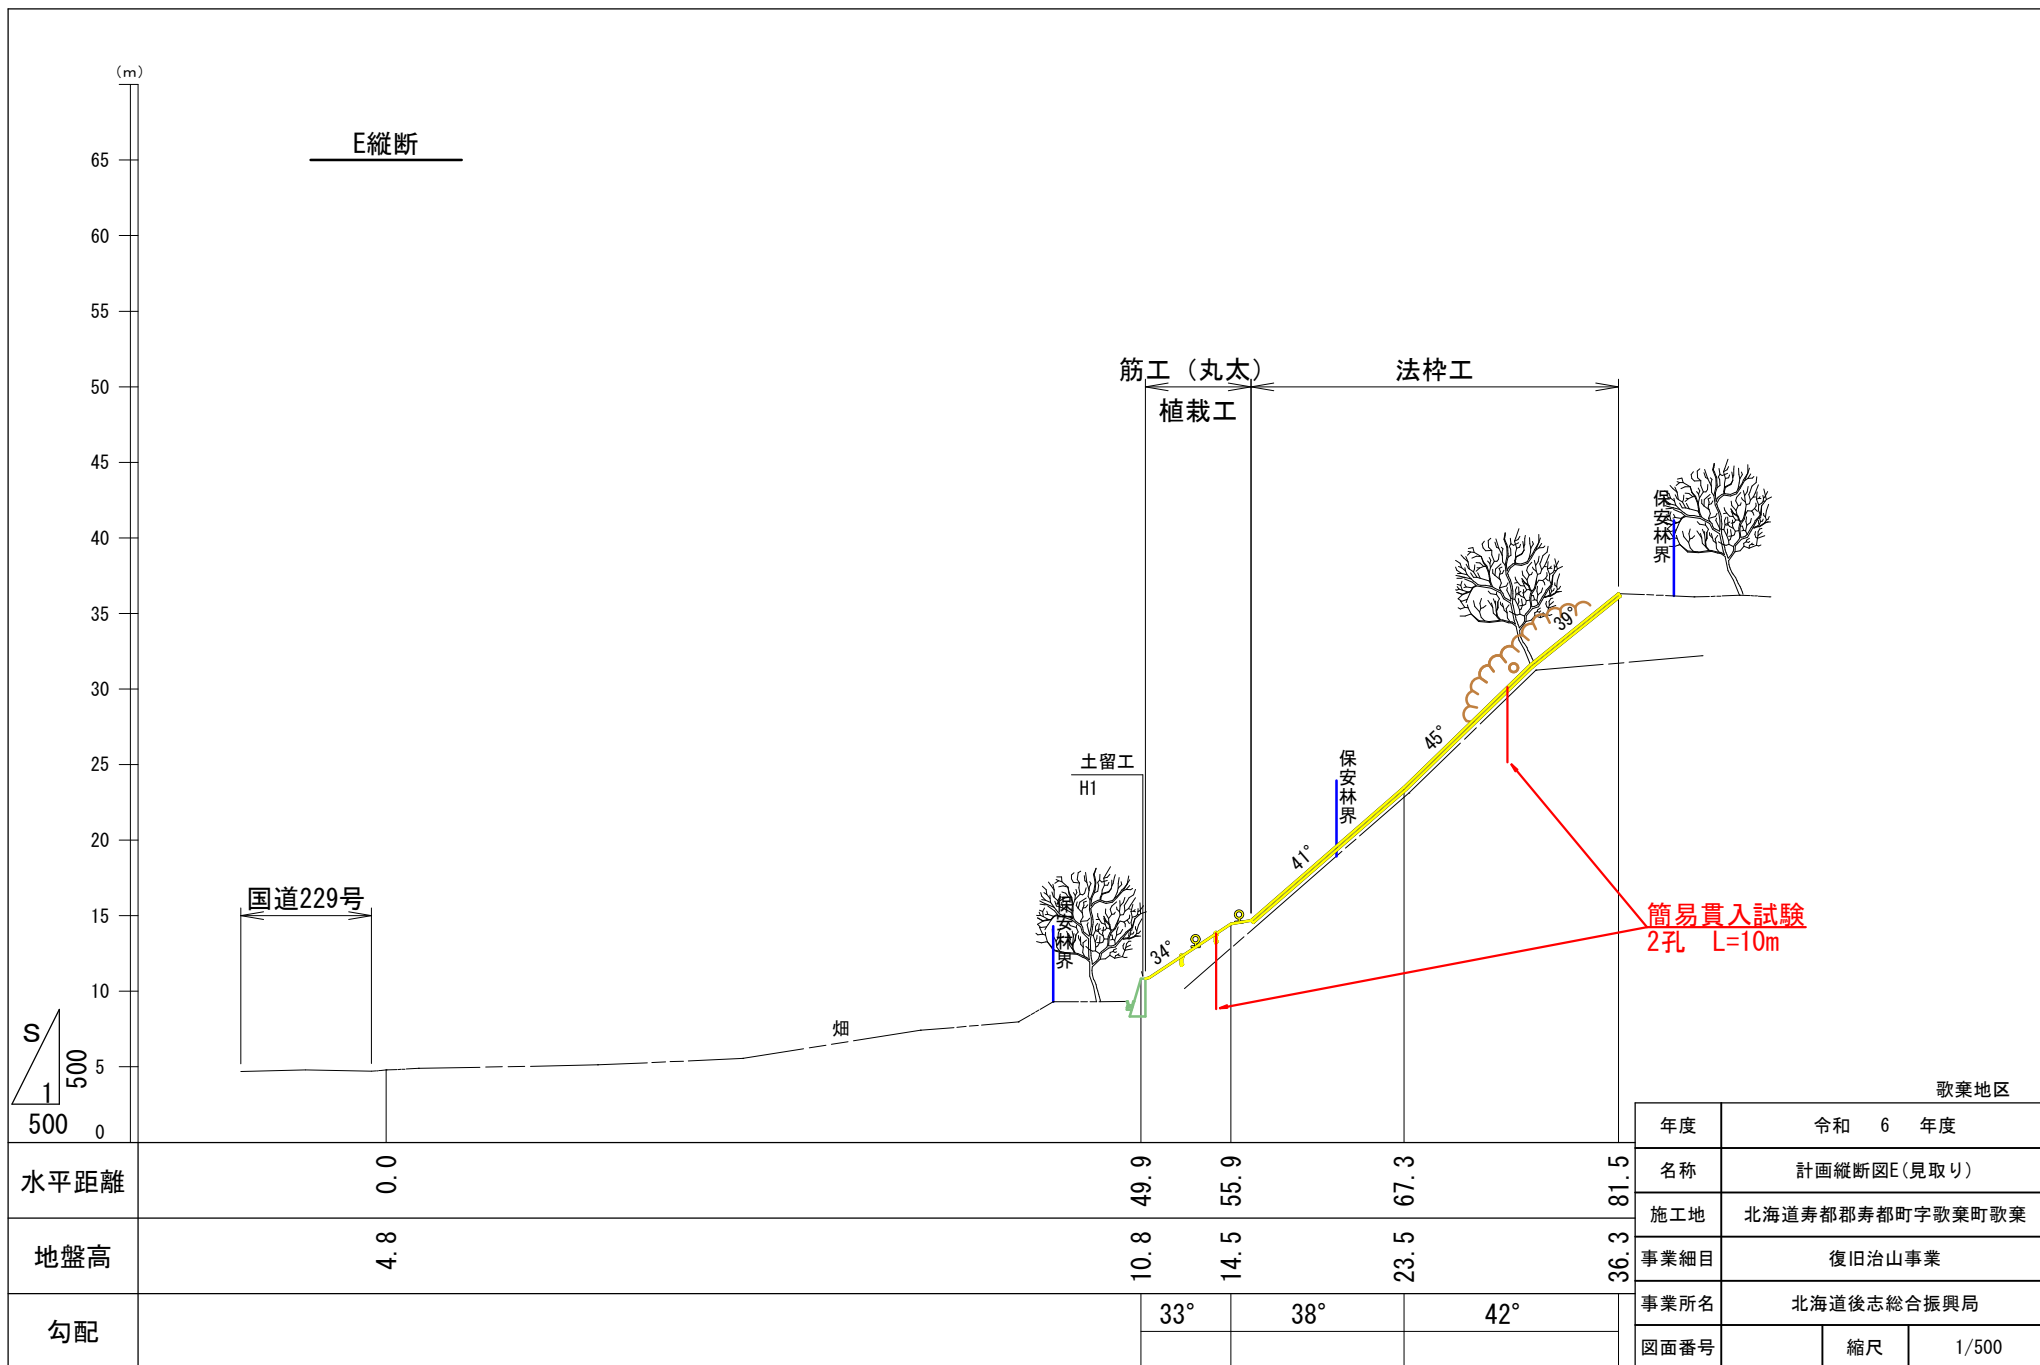 (m)
65
60
55
50
45
40
35
30
25
20
15
10
5
0
E縦断
筋工（丸太）
植栽工
法枠工
保安林界
39°
45°
土留工
H1
保安林界
41°
34°
国道229号
保安林界
簡易貫入試験
2孔 L=10m
畑
S
1
500
500
水平距離
0.0
49.9
55.9
67.3
81.5
地盤高
4.8
10.8
14.5
23.5
36.3
勾配
33°
38°
42°
歌棄地区
年度 令和 6 年度
名称 計画縦断図E(見取り)
施工地 北海道寿都郡寿都町字歌棄町歌棄
事業細目 復旧治山事業
事業所名 北海道後志総合振興局
図面番号 縮尺 1/500